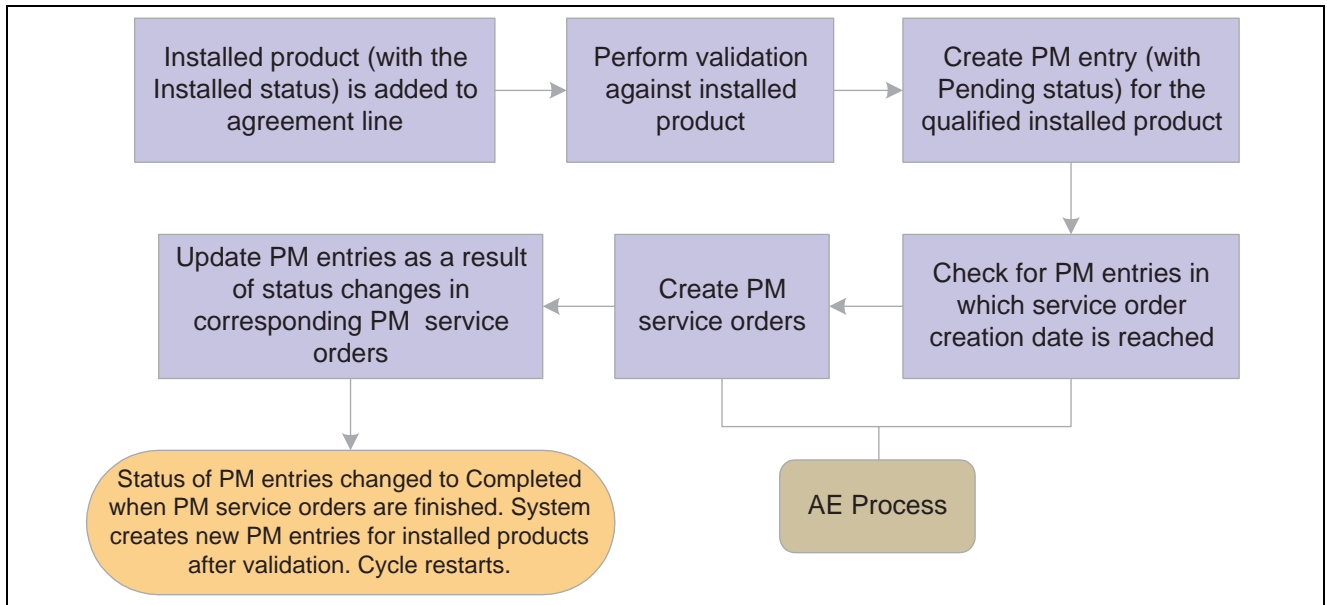 Installed product (with the
Installed status) is added to
agreement line
Perform validation
against installed
product
Create PM entry (with
Pending status) for the
qualified installed product
Check for PM entries in
which service order
creation date is reached
Create PM
service orders
Update PM entries as a result
of status changes in
corresponding PM service
orders
AE Process
Status of PM entries changed to Completed
when PM service orders are finished. System
creates new PM entries for installed products
after validation. Cycle restarts.